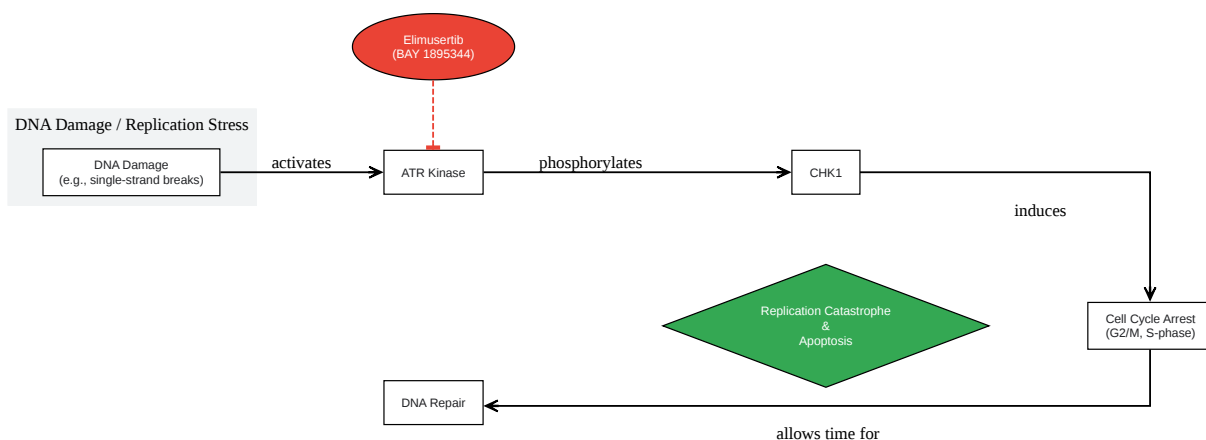 Elimusertib
(BAY 1895344)
DNA Damage / Replication Stress
DNA Damage
(e.g., single-strand breaks)
activates
ATR Kinase
phosphorylates
CHK1
induces
Replication Catastrophe
&
Apoptosis
Cell Cycle Arrest
(G2/M, S-phase)
DNA Repair
allows time for